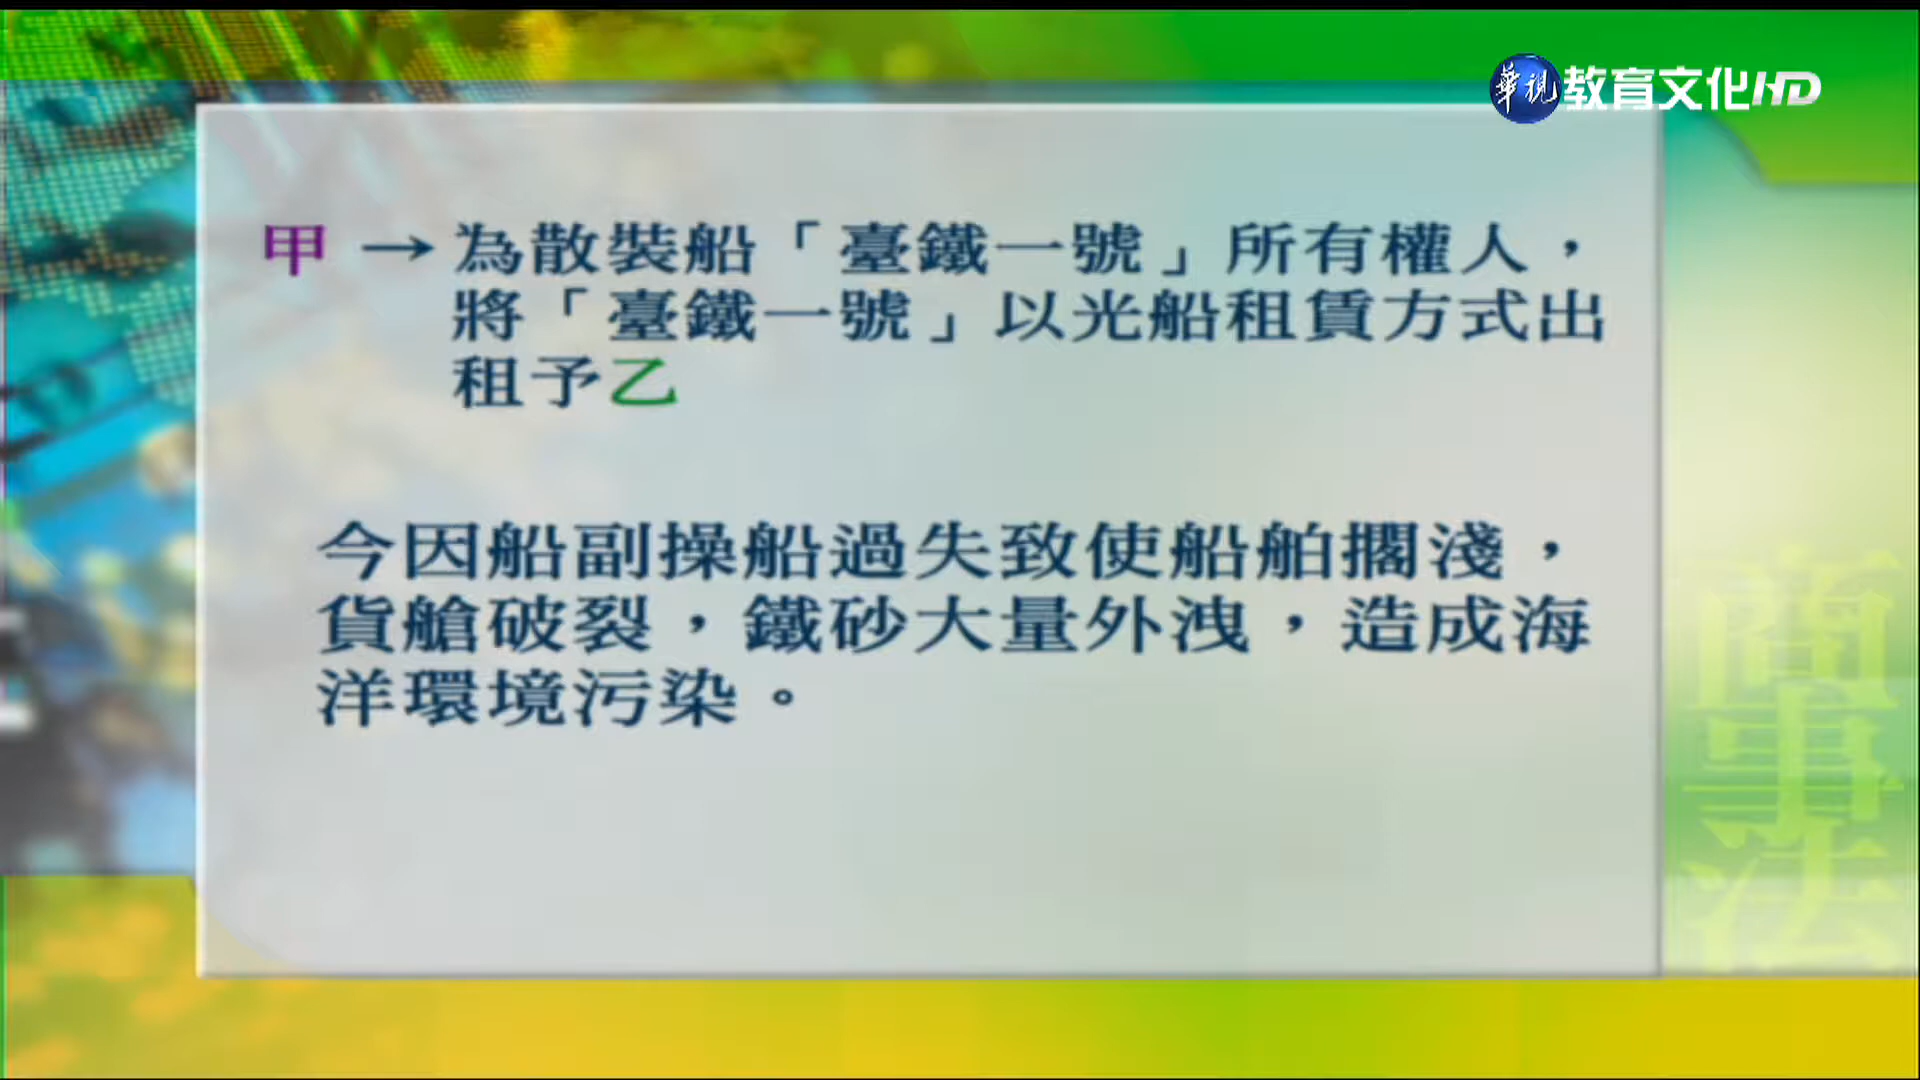 華視 教育文化HD
甲 → 為散裝船「臺鐵一號」所有權人，
將「臺鐵一號」以光船租賃方式出
租予乙
今因船副操船過失致使船舶擱淺，
貨艙破裂，鐵砂大量外洩，造成海
洋環境污染。
商事法